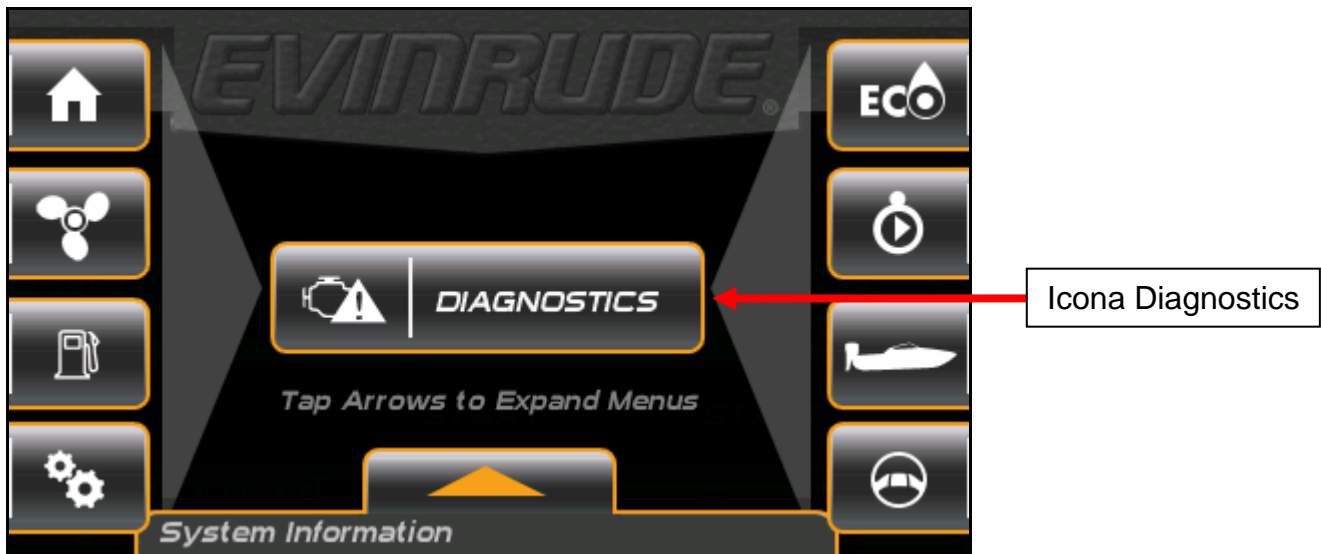 EVINRUDE®
ECO
DIAGNOSTICS
Icona Diagnostics
Tap Arrows to Expand Menus
System Information